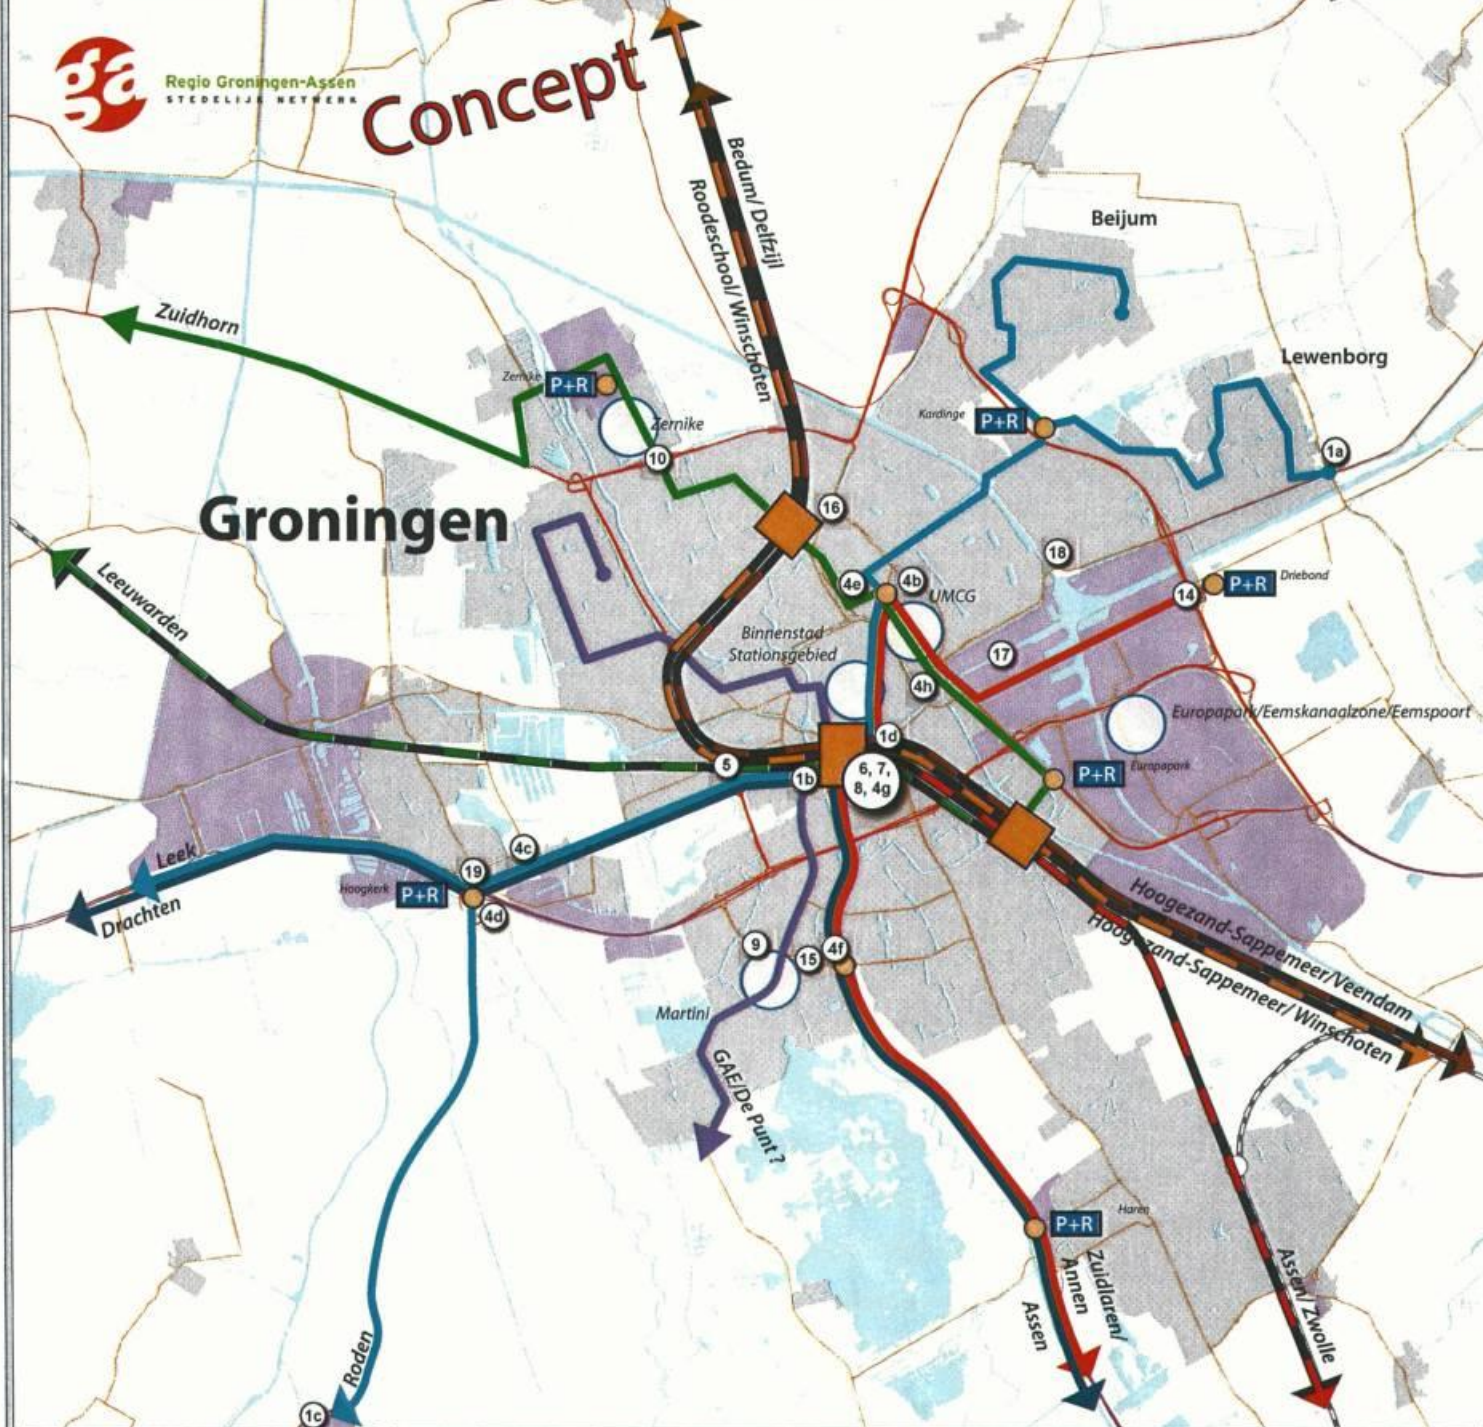 ga
Regio Groningen-Assen
STEDELIJK NETWERK
Concept
Bedum/ Delfzijl
Roodeschool/ Winschoten
Beijum
Zuidhorn
Lewenborg
Zernike
P+R
Zernike
Kardinge
P+R
1a
10
Groningen
16
18
Leeuwarden
4e
4b
UMCG
14
P+R
Driebond
Binnenstad
Stationsgebied
17
4h
Europapark/Eemskanaalzone/Eemspoort
1d
5
1b
6, 7,
8, 4g
P+R
Europapark
Leek
4c
19
Hoogkerk
P+R
4d
Drachten
Hoogezand-Sappemeer/Veendam
Hoogezand-Sappemeer/ Winschoten
9
15
4f
Martini
GAE/De Punt ?
P+R
Haren
Zuidlaren/
Annen
Assen
Assen/ Zwolle
Roden
1c